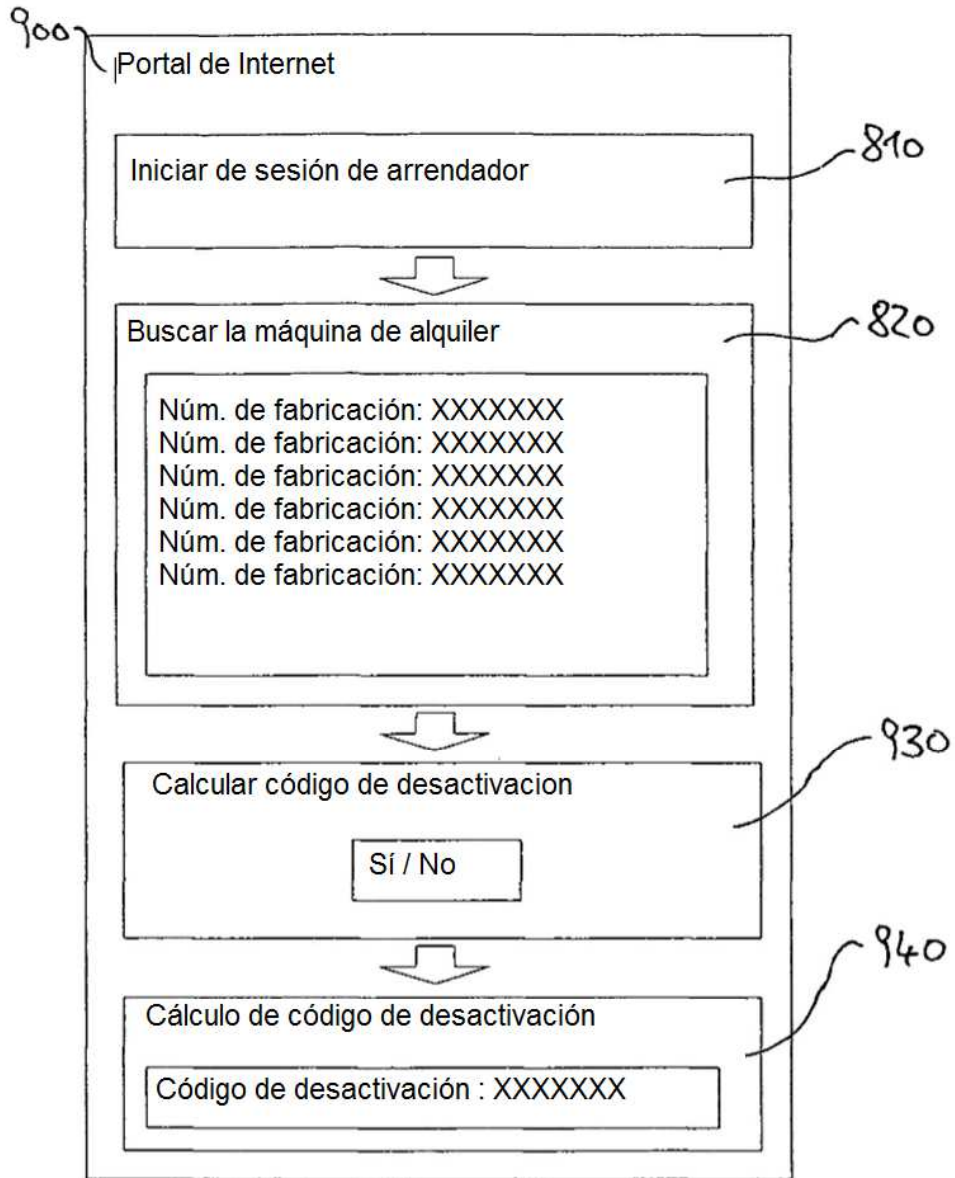 900
Portal de Internet
Iniciar de sesión de arrendador
810
Buscar la máquina de alquiler
820
Núm. de fabricación: XXXXXXX
Núm. de fabricación: XXXXXXX
Núm. de fabricación: XXXXXXX
Núm. de fabricación: XXXXXXX
Núm. de fabricación: XXXXXXX
Núm. de fabricación: XXXXXXX
930
Calcular código de desactivacion
Sí / No
940
Cálculo de código de desactivación
Código de desactivación : XXXXXXX